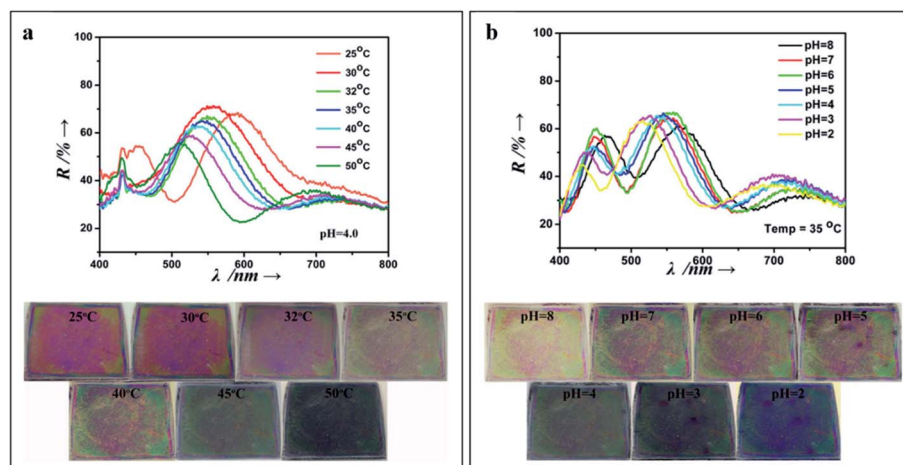 a
100
80
60
40
20
R /% →
400 500 600 700 800
λ /nm →
25°C
30°C
32°C
35°C
40°C
45°C
50°C
pH=4.0
25°C 30°C 32°C 35°C
40°C 45°C 50°C
b
100
80
60
40
20
R /% →
400 500 600 700 800
λ /nm →
pH=8
pH=7
pH=6
pH=5
pH=4
pH=3
pH=2
Temp = 35 °C
pH=8 pH=7 pH=6 pH=5
pH=4 pH=3 pH=2